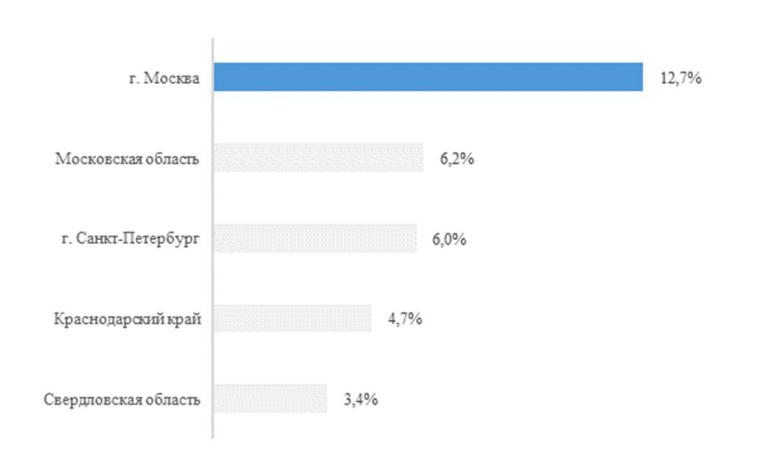 г. Москва 12,7%
Московская область 6,2%
г. Санкт-Петербург 6,0%
Краснодарский край 4,7%
Свердловская область 3,4%